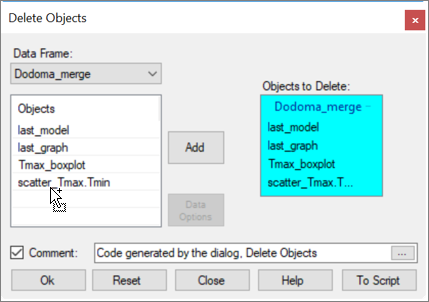 Delete Objects
Data Frame:
Dodoma_merge
Objects
last_model
last_graph
Tmax_boxplot
scatter_Tmax.Tmin
Add
Data
Options
Objects to Delete:
Dodoma_merge
last_model
last_graph
Tmax_boxplot
scatter_Tmax.T...
Comment:
Code generated by the dialog, Delete Objects
...
Ok
Reset
Close
Help
To Script